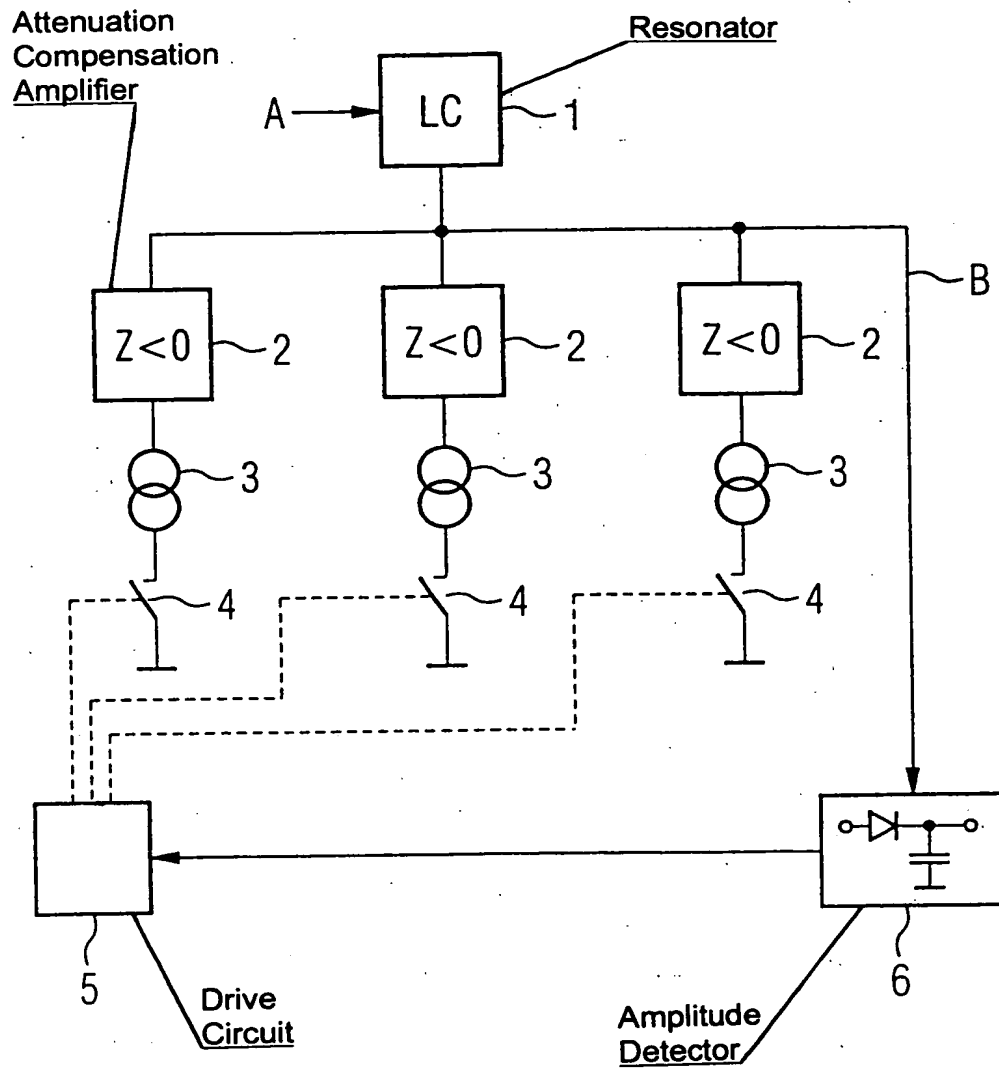 Attenuation
Compensation
Amplifier
Resonator
A
LC
1
B
Z<0
2
Z<0
2
Z<0
2
3
3
3
4
4
4
5
6
Drive
Circuit
Amplitude
Detector